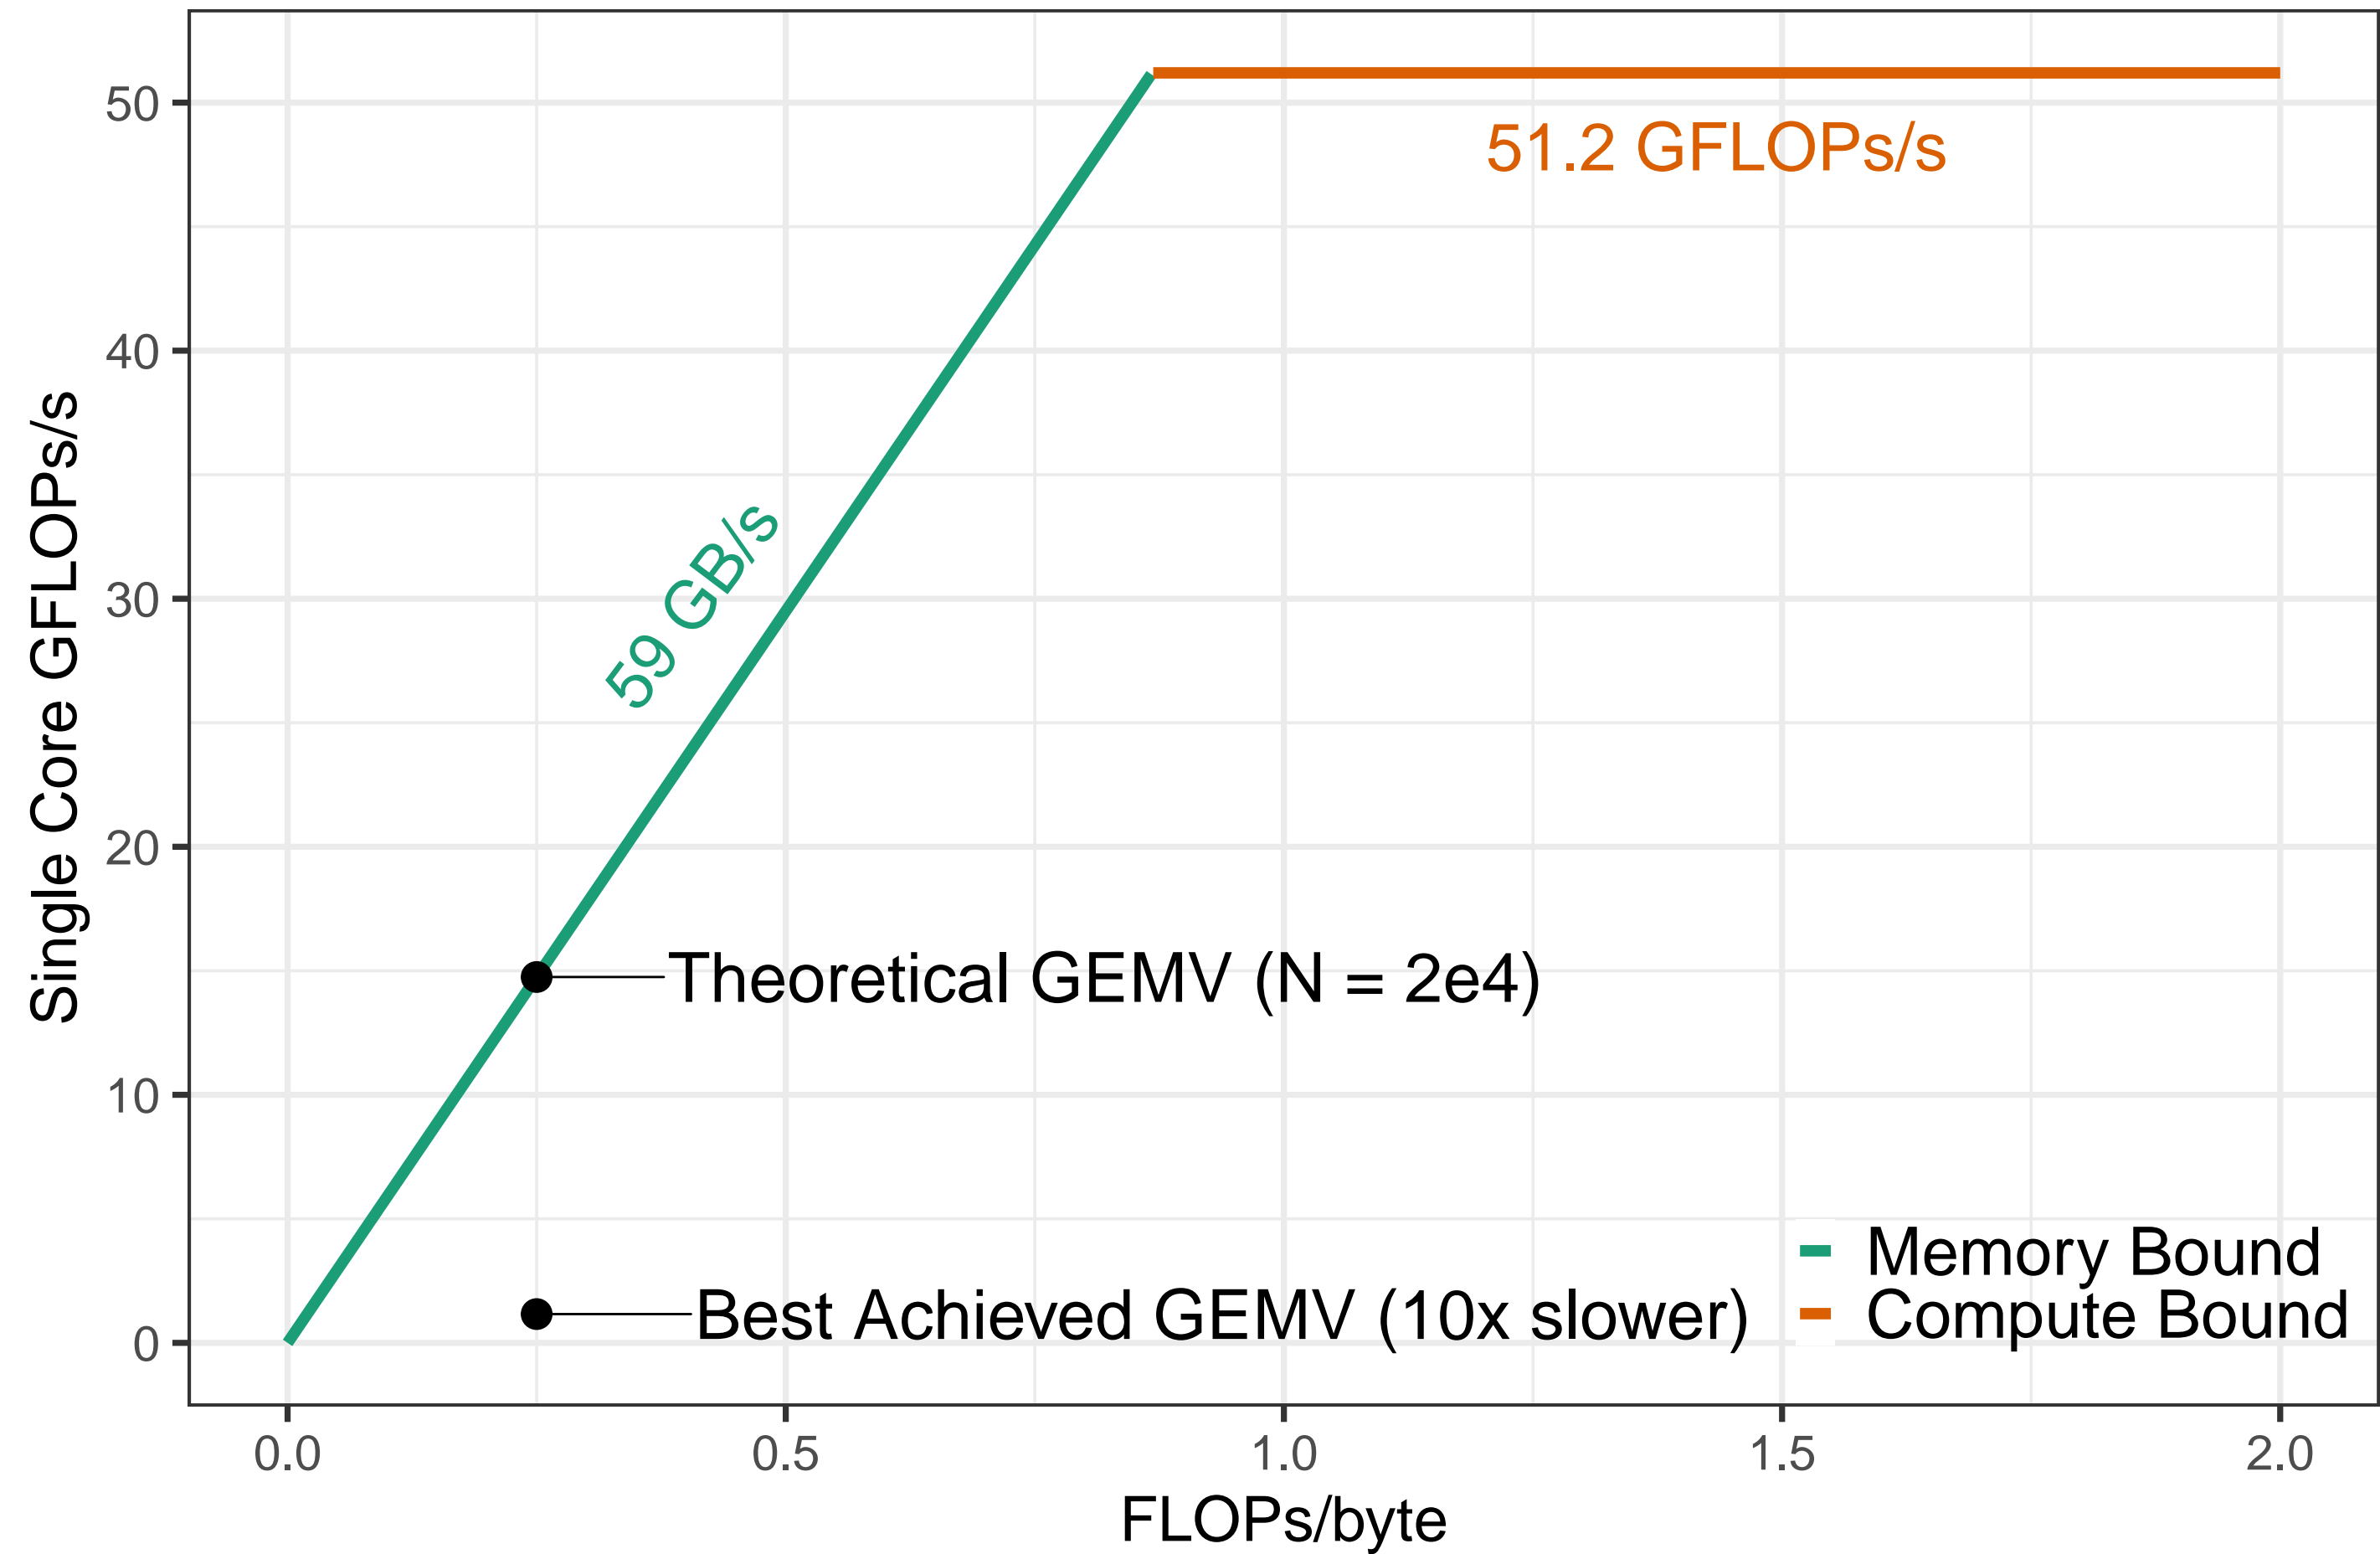 Single Core GFLOPs/s
50
40
30
20
10
0
51.2 GFLOPs/s
59 GB/s
Theoretical GEMV (N = 2e4)
Best Achieved GEMV (10x slower)
Memory Bound
Compute Bound
0.0
0.5
1.0
1.5
2.0
FLOPs/byte